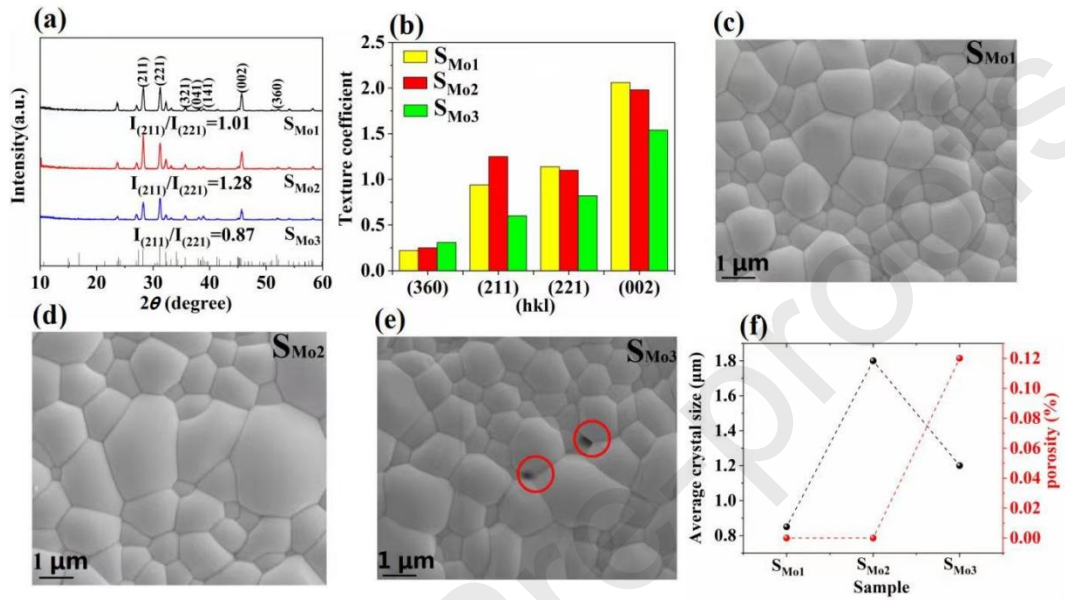 (a)
Intensity(a.u.)
(211)
(221)
(321)
(041)
(141)
(002)
(360)
I(211)/I(221)=1.01 SMo1
I(211)/I(221)=1.28 SMo2
I(211)/I(221)=0.87 SMo3
10 20 30 40 50 60
2θ (degree)
(b)
Texture coefficient
2.5
2.0
1.5
1.0
0.5
0.0
SMo1
SMo2
SMo3
(360) (211) (221) (002)
(hkl)
(c)
SMo1
1 μm
(d)
SMo2
1 μm
(e)
SMo3
1 μm
(f)
Average crystal size (μm)
1.8
1.6
1.4
1.2
1.0
0.8
0.12
0.10
0.08
0.06
0.04
0.02
0.00
porosity (%)
SMo1 SMo2 SMo3
Sample